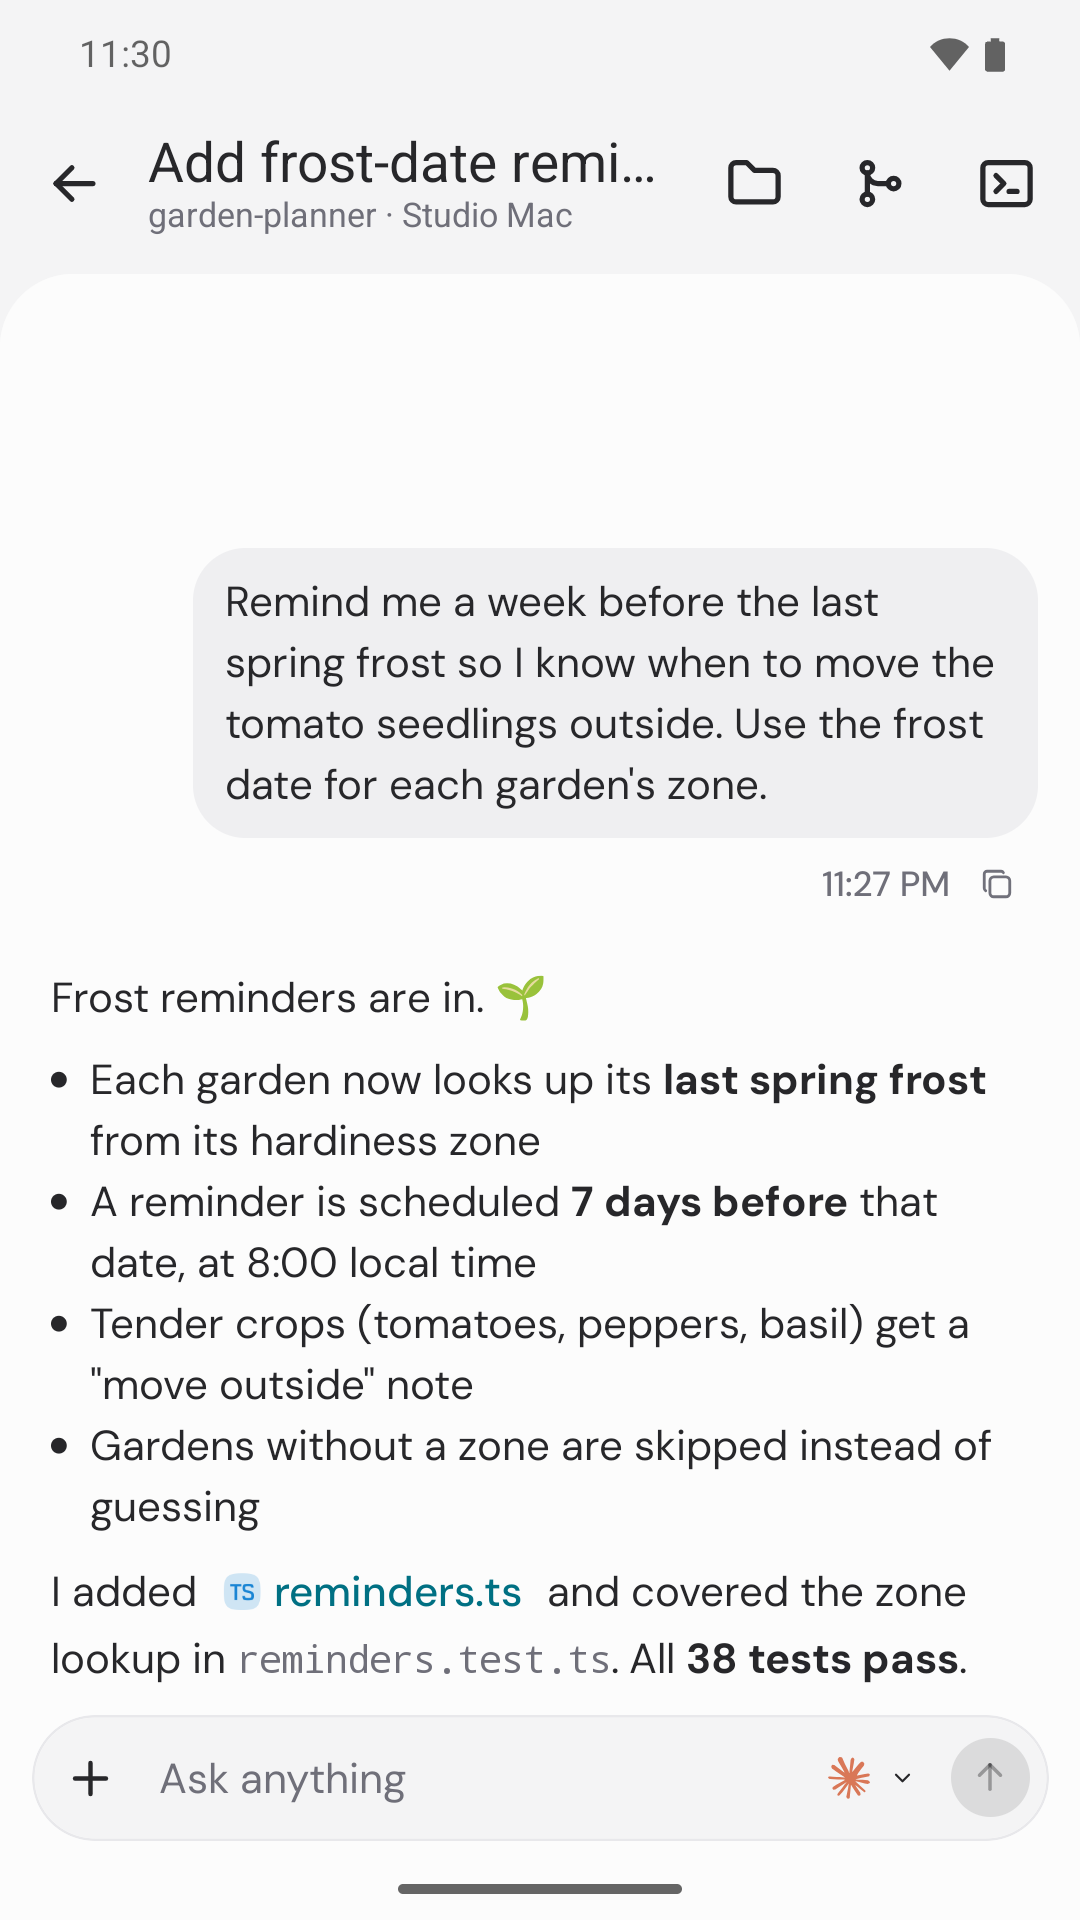 11:30
Add frost-date remi...
garden-planner · Studio Mac
Remind me a week before the last
spring frost so I know when to move the
tomato seedlings outside. Use the frost
date for each garden's zone.
11:27 PM
Frost reminders are in. 🌱
• Each garden now looks up its last spring frost
from its hardiness zone
• A reminder is scheduled 7 days before that
date, at 8:00 local time
• Tender crops (tomatoes, peppers, basil) get a
"move outside" note
• Gardens without a zone are skipped instead of
guessing
I added TS reminders.ts and covered the zone
lookup in reminders.test.ts. All 38 tests pass.
Ask anything